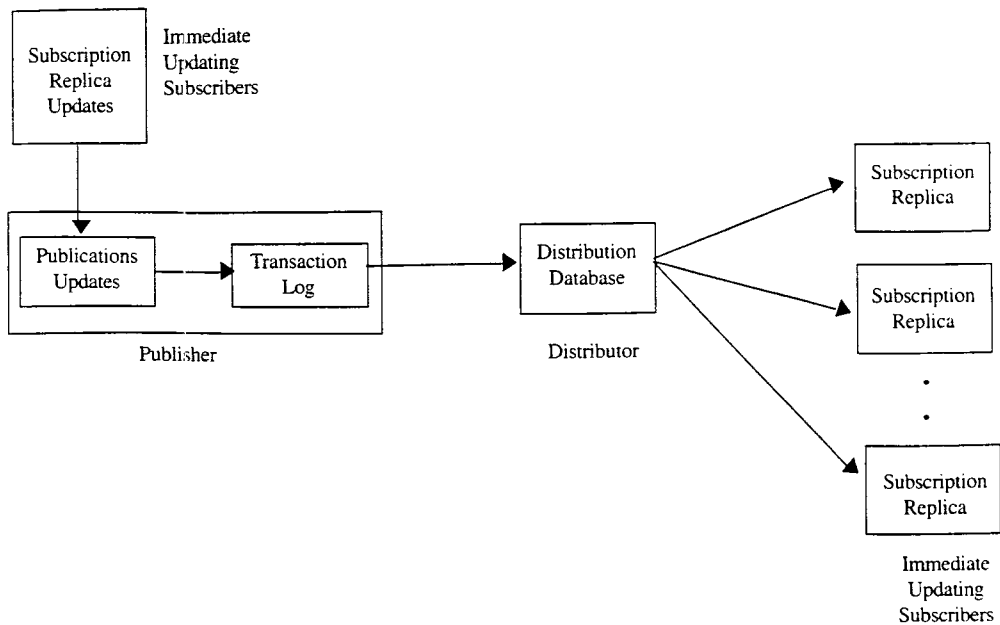 Subscription
Replica
Updates
Immediate
Updating
Subscribers
Publications
Updates
Transaction
Log
Publisher
Distribution
Database
Distributor
Subscription
Replica
Subscription
Replica
Subscription
Replica
Immediate
Updating
Subscribers